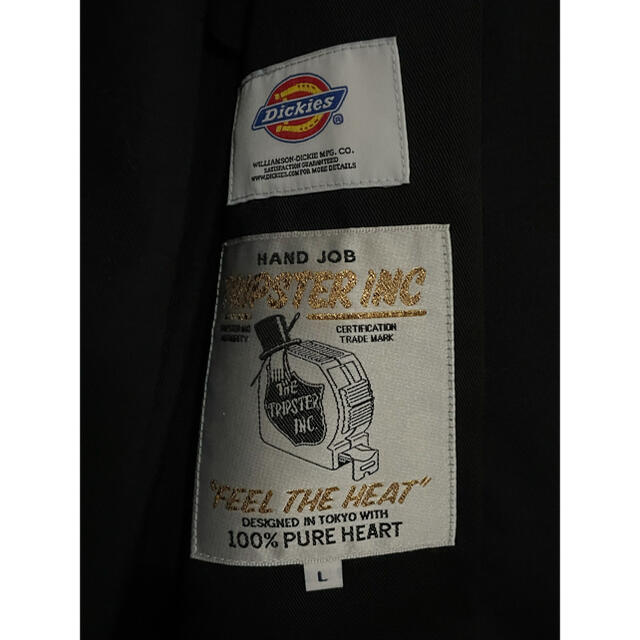 Dickies
®
WILLIAMSON-DICKIE MFG. CO.
SATISFACTION GUARANTEED
WWW.DICKIES.COM FOR MORE DETAILS
HAND JOB
TRIPSTER INC
CERTIFICATION
TRADE MARK
THE
TRIPSTER
INC
"FEEL THE HEAT"
DESIGNED IN TOKYO WITH
100% PURE HEART
L